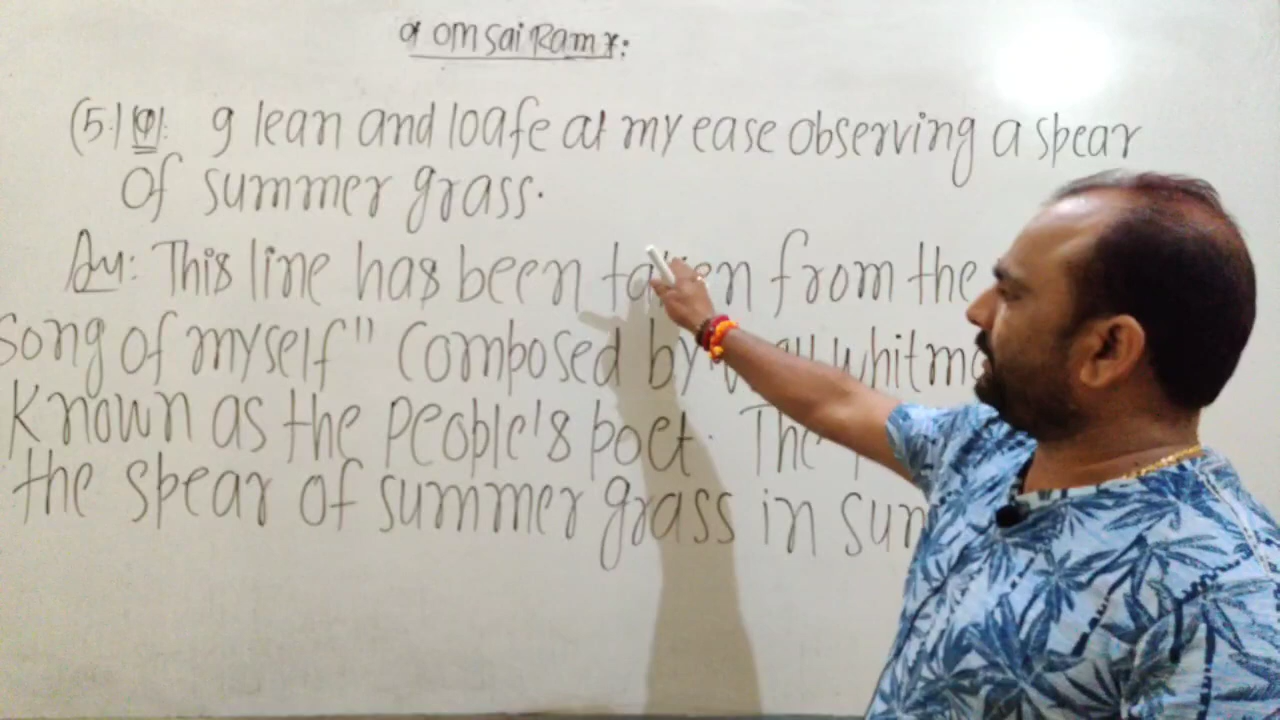 * Om Sai Ram *:
(5.) (Q). I lean and loafe at my ease observing a spear
of summer grass.
Ans: This line has been taken from the
song of myself" composed by whitm
Known as the People's poet. The
the spear of summer grass in sum